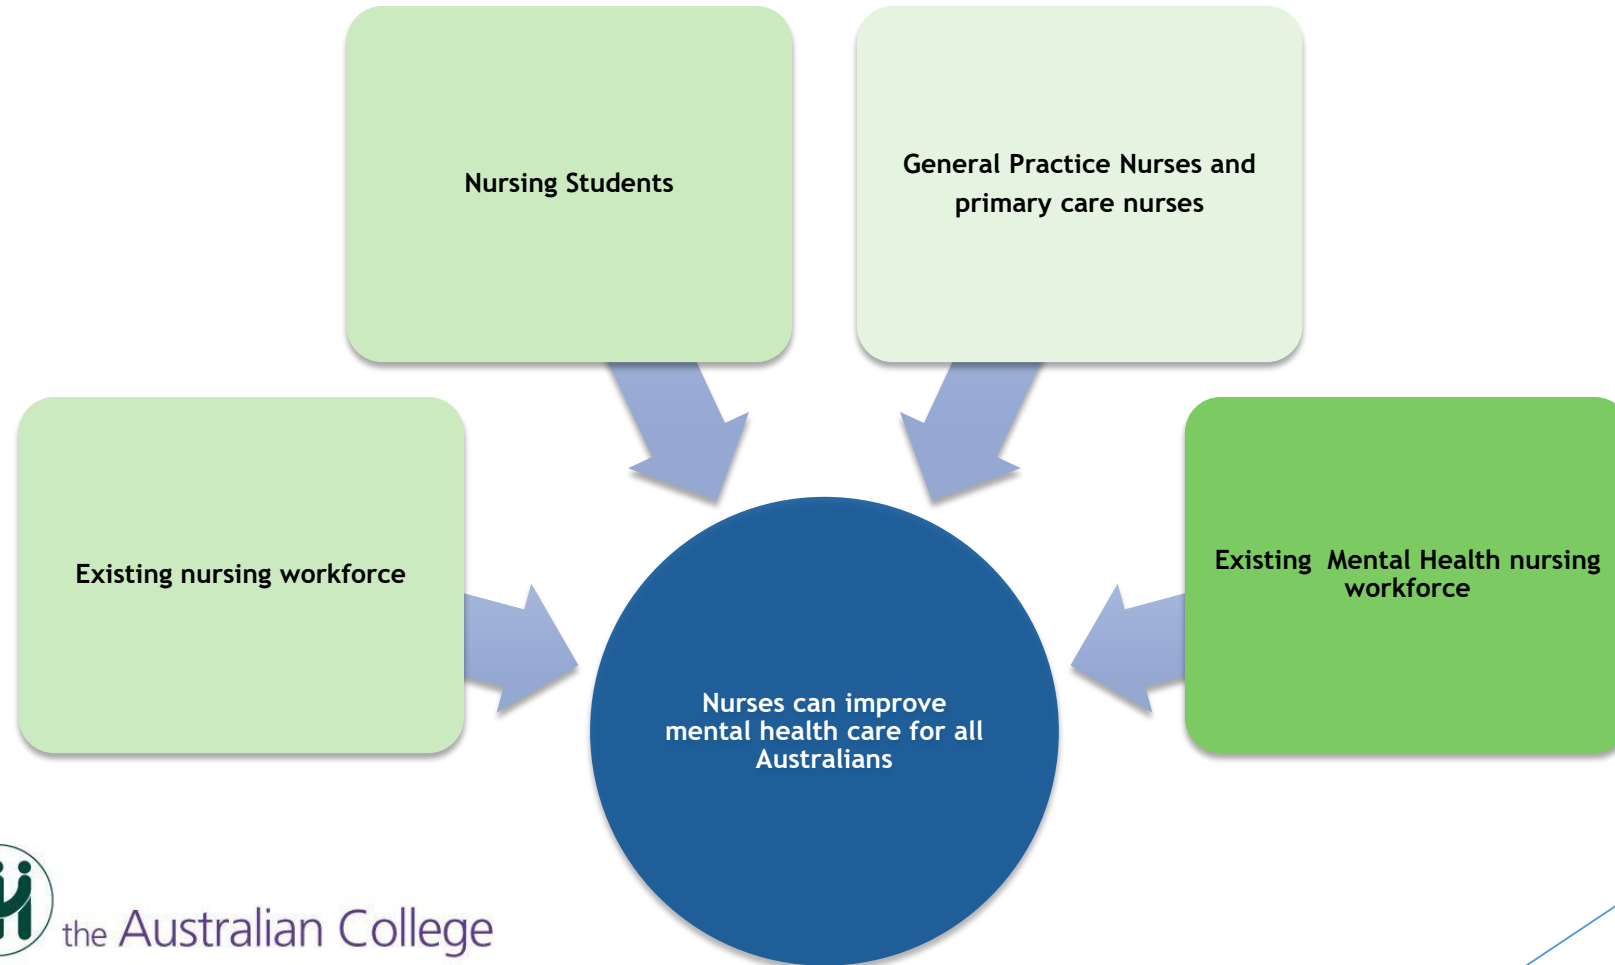 Nursing Students
General Practice Nurses and
primary care nurses
Existing nursing workforce
Existing  Mental Health nursing
workforce
Nurses can improve
mental health care for all
Australians
the Australian College